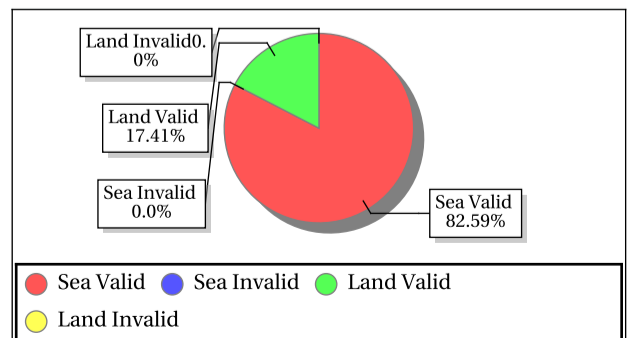 Land Invalid0.
0%
Land Valid
17.41%
Sea Invalid
0.0%
Sea Valid
82.59%
Sea Valid Sea Invalid Land Valid
Land Invalid